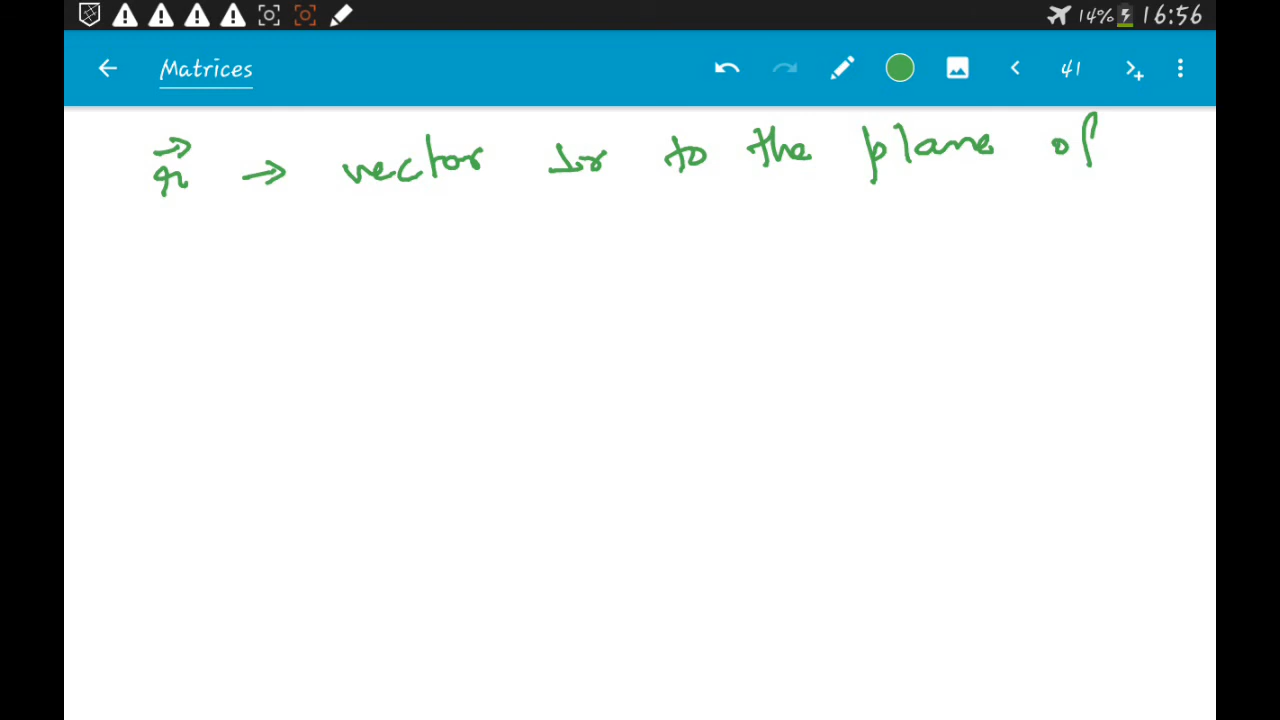 14% 16:56
Matrices 41
n⃗ → vector ⊥r to the plane of